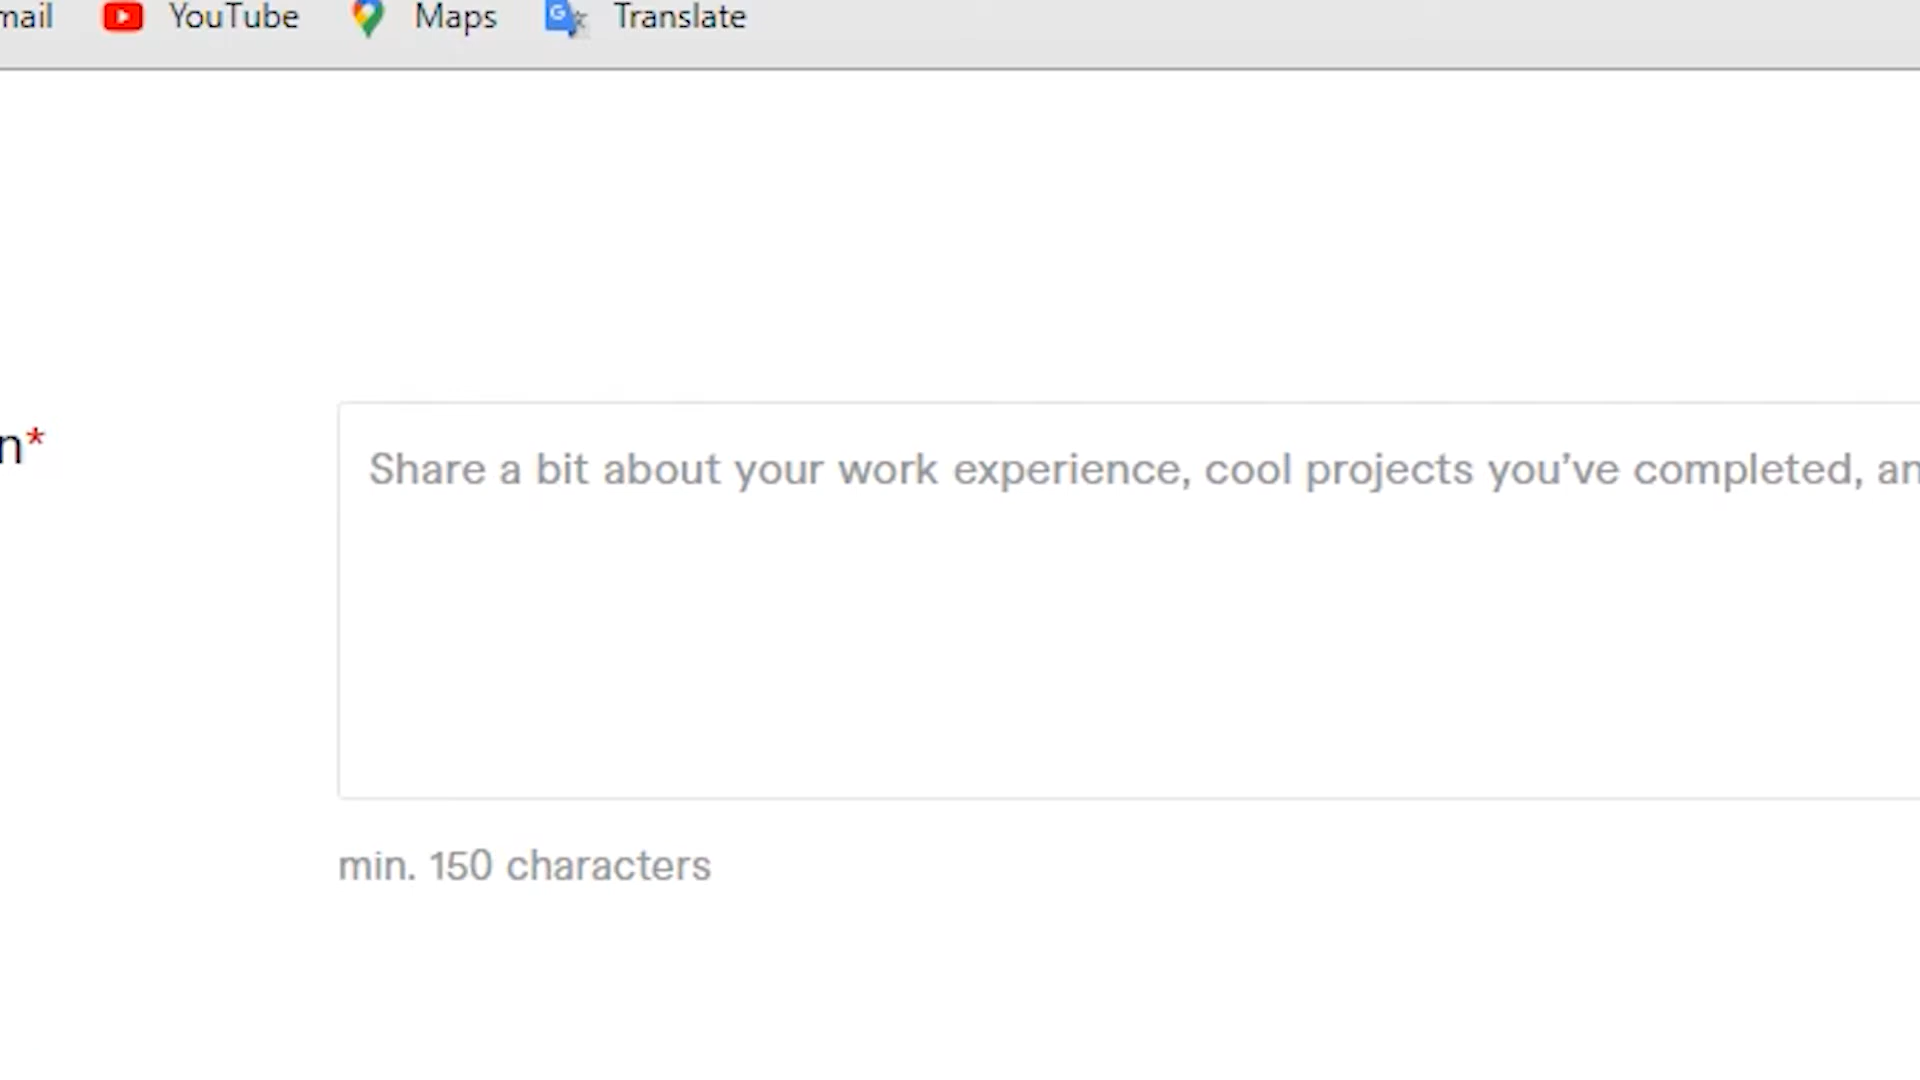 mail YouTube Maps Translate
n*
Share a bit about your work experience, cool projects you’ve completed, an
min. 150 characters